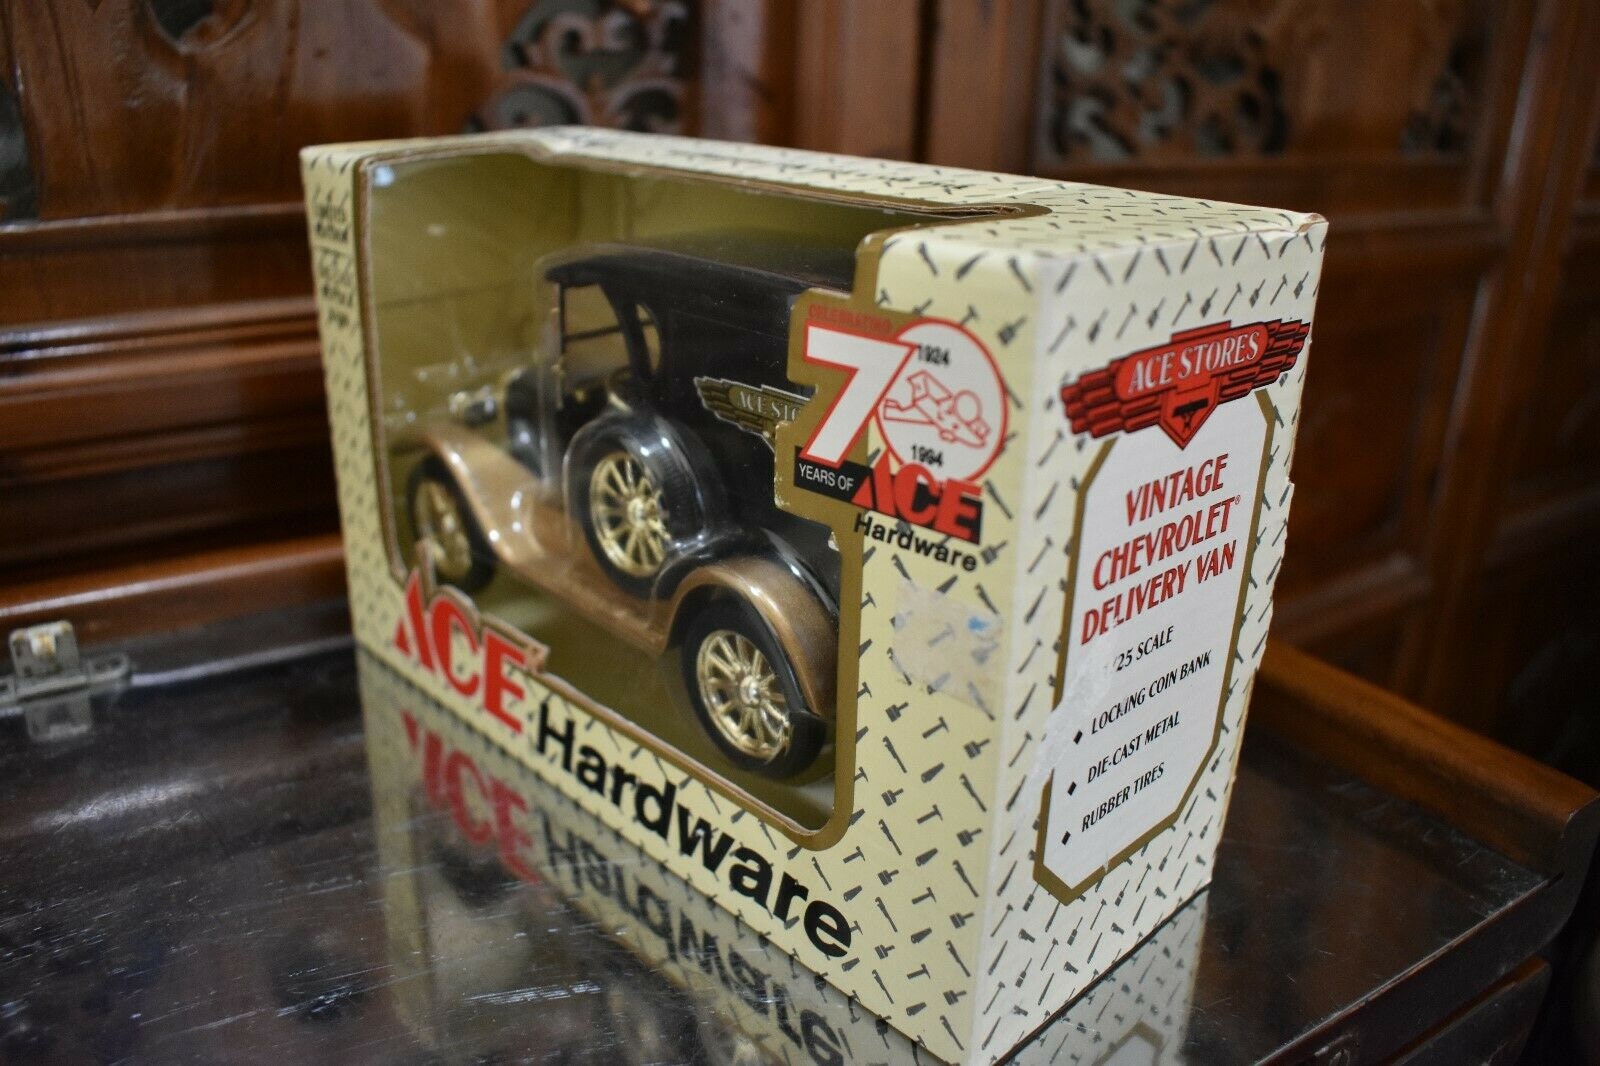 CELEBRATING
70
1924
1994
YEARS OF
ACE
Hardware
ACE STO
ACE Hardware
ACE STORES
VINTAGE
CHEVROLET®
DELIVERY VAN
/25 SCALE
♦ LOCKING COIN BANK
♦ DIE-CAST METAL
♦ RUBBER TIRES